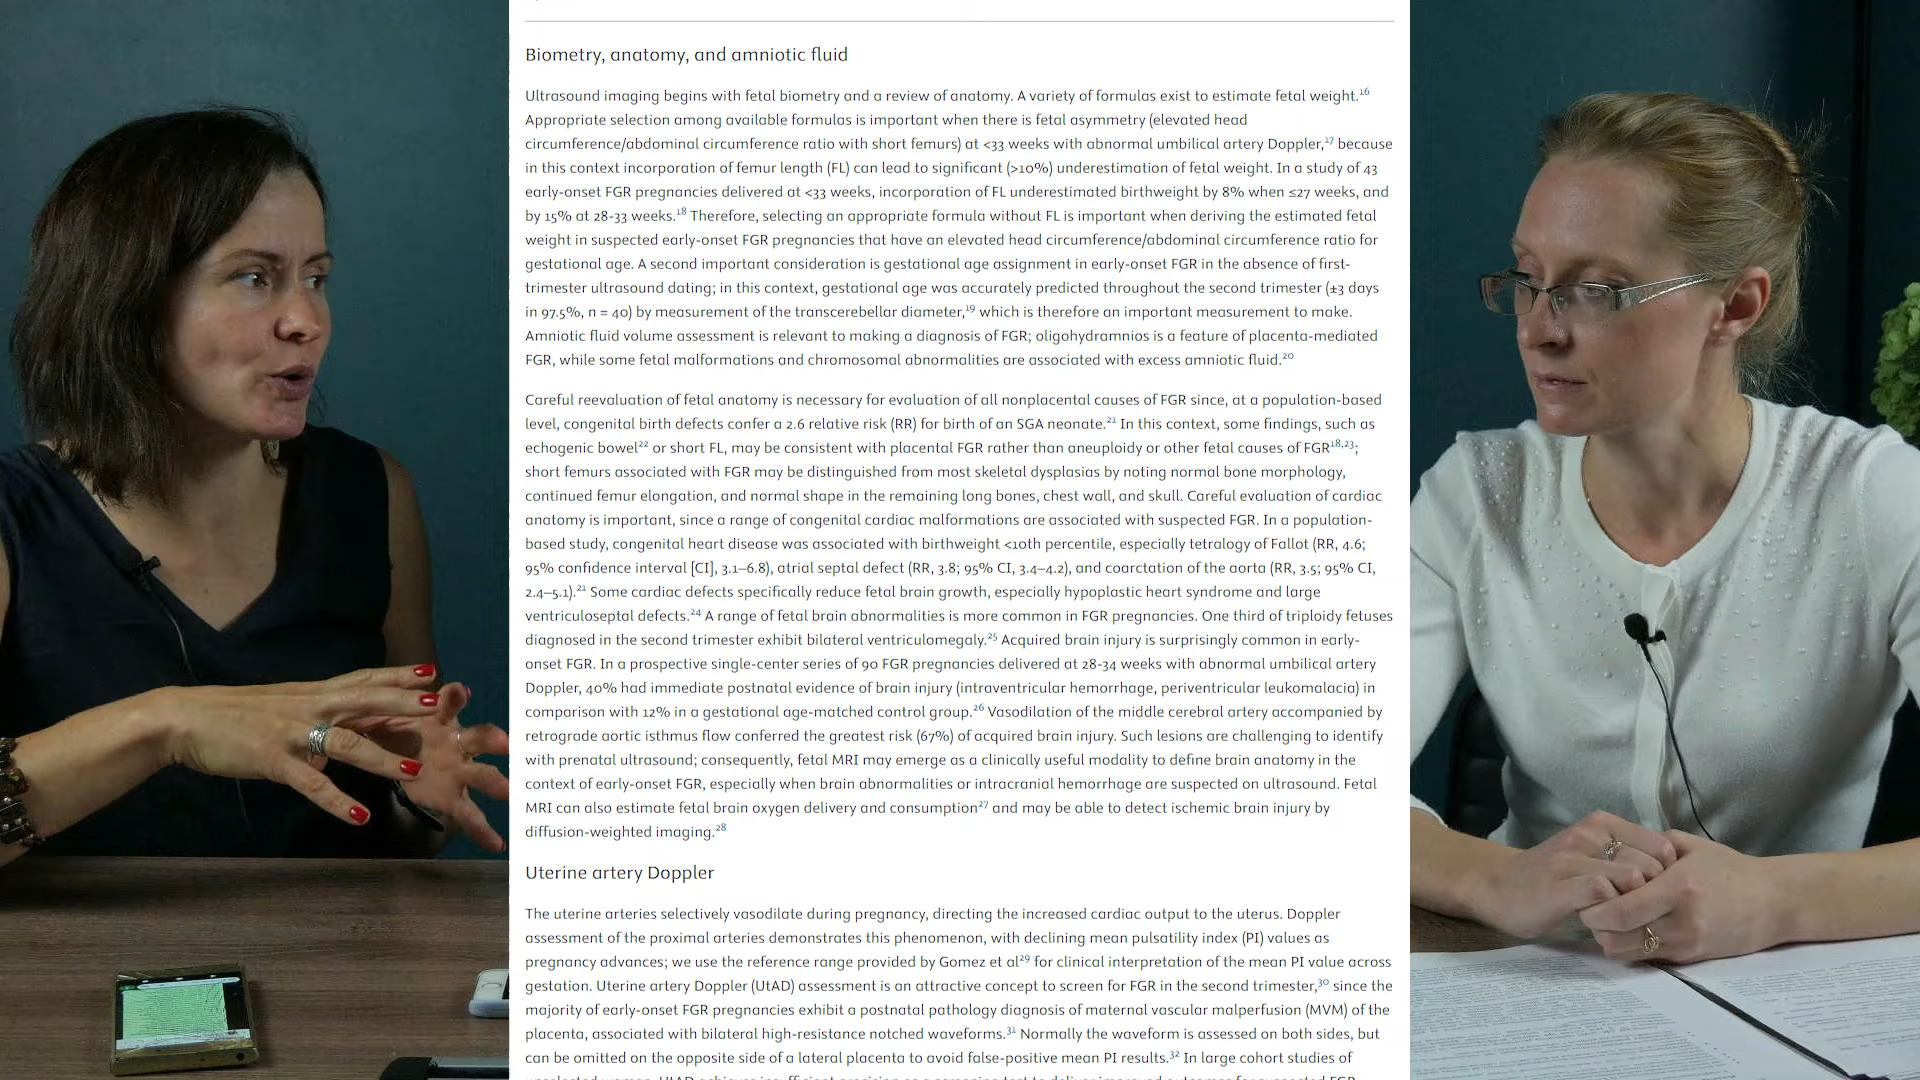 Biometry, anatomy, and amniotic fluid
Ultrasound imaging begins with fetal biometry and a review of anatomy. A variety of formulas exist to estimate fetal weight.16
Appropriate selection among available formulas is important when there is fetal asymmetry (elevated head
circumference/abdominal circumference ratio with short femurs) at <33 weeks with abnormal umbilical artery Doppler,17 because
in this context incorporation of femur length (FL) can lead to significant (>10%) underestimation of fetal weight. In a study of 43
early-onset FGR pregnancies delivered at <33 weeks, incorporation of FL underestimated birthweight by 8% when ≤27 weeks, and
by 15% at 28-33 weeks.18 Therefore, selecting an appropriate formula without FL is important when deriving the estimated fetal
weight in suspected early-onset FGR pregnancies that have an elevated head circumference/abdominal circumference ratio for
gestational age. A second important consideration is gestational age assignment in early-onset FGR in the absence of first-
trimester ultrasound dating; in this context, gestational age was accurately predicted throughout the second trimester (±3 days
in 97.5%, n = 40) by measurement of the transcerebellar diameter,19 which is therefore an important measurement to make.
Amniotic fluid volume assessment is relevant to making a diagnosis of FGR; oligohydramnios is a feature of placenta-mediated
FGR, while some fetal malformations and chromosomal abnormalities are associated with excess amniotic fluid.20
Careful reevaluation of fetal anatomy is necessary for evaluation of all nonplacental causes of FGR since, at a population-based
level, congenital birth defects confer a 2.6 relative risk (RR) for birth of an SGA neonate.21 In this context, some findings, such as
echogenic bowel22 or short FL, may be consistent with placental FGR rather than aneuploidy or other fetal causes of FGR18,23;
short femurs associated with FGR may be distinguished from most skeletal dysplasias by noting normal bone morphology,
continued femur elongation, and normal shape in the remaining long bones, chest wall, and skull. Careful evaluation of cardiac
anatomy is important, since a range of congenital cardiac malformations are associated with suspected FGR. In a population-
based study, congenital heart disease was associated with birthweight <10th percentile, especially tetralogy of Fallot (RR, 4.6;
95% confidence interval [CI], 3.1–6.8), atrial septal defect (RR, 3.8; 95% CI, 3.4–4.2), and coarctation of the aorta (RR, 3.5; 95% CI,
2.4–5.1).21 Some cardiac defects specifically reduce fetal brain growth, especially hypoplastic heart syndrome and large
ventriculoseptal defects.24 A range of fetal brain abnormalities is more common in FGR pregnancies. One third of triploidy fetuses
diagnosed in the second trimester exhibit bilateral ventriculomegaly.25 Acquired brain injury is surprisingly common in early-
onset FGR. In a prospective single-center series of 90 FGR pregnancies delivered at 28-34 weeks with abnormal umbilical artery
Doppler, 40% had immediate postnatal evidence of brain injury (intraventricular hemorrhage, periventricular leukomalacia) in
comparison with 12% in a gestational age-matched control group.26 Vasodilation of the middle cerebral artery accompanied by
retrograde aortic isthmus flow conferred the greatest risk (67%) of acquired brain injury. Such lesions are challenging to identify
with prenatal ultrasound; consequently, fetal MRI may emerge as a clinically useful modality to define brain anatomy in the
context of early-onset FGR, especially when brain abnormalities or intracranial hemorrhage are suspected on ultrasound. Fetal
MRI can also estimate fetal brain oxygen delivery and consumption27 and may be able to detect ischemic brain injury by
diffusion-weighted imaging.28
Uterine artery Doppler
The uterine arteries selectively vasodilate during pregnancy, directing the increased cardiac output to the uterus. Doppler
assessment of the proximal arteries demonstrates this phenomenon, with declining mean pulsatility index (PI) values as
pregnancy advances; we use the reference range provided by Gomez et al29 for clinical interpretation of the mean PI value across
gestation. Uterine artery Doppler (UtAD) assessment is an attractive concept to screen for FGR in the second trimester,30 since the
majority of early-onset FGR pregnancies exhibit a postnatal pathology diagnosis of maternal vascular malperfusion (MVM) of the
placenta, associated with bilateral high-resistance notched waveforms.31 Normally the waveform is assessed on both sides, but
can be omitted on the opposite side of a lateral placenta to avoid false-positive mean PI results.32 In large cohort studies of